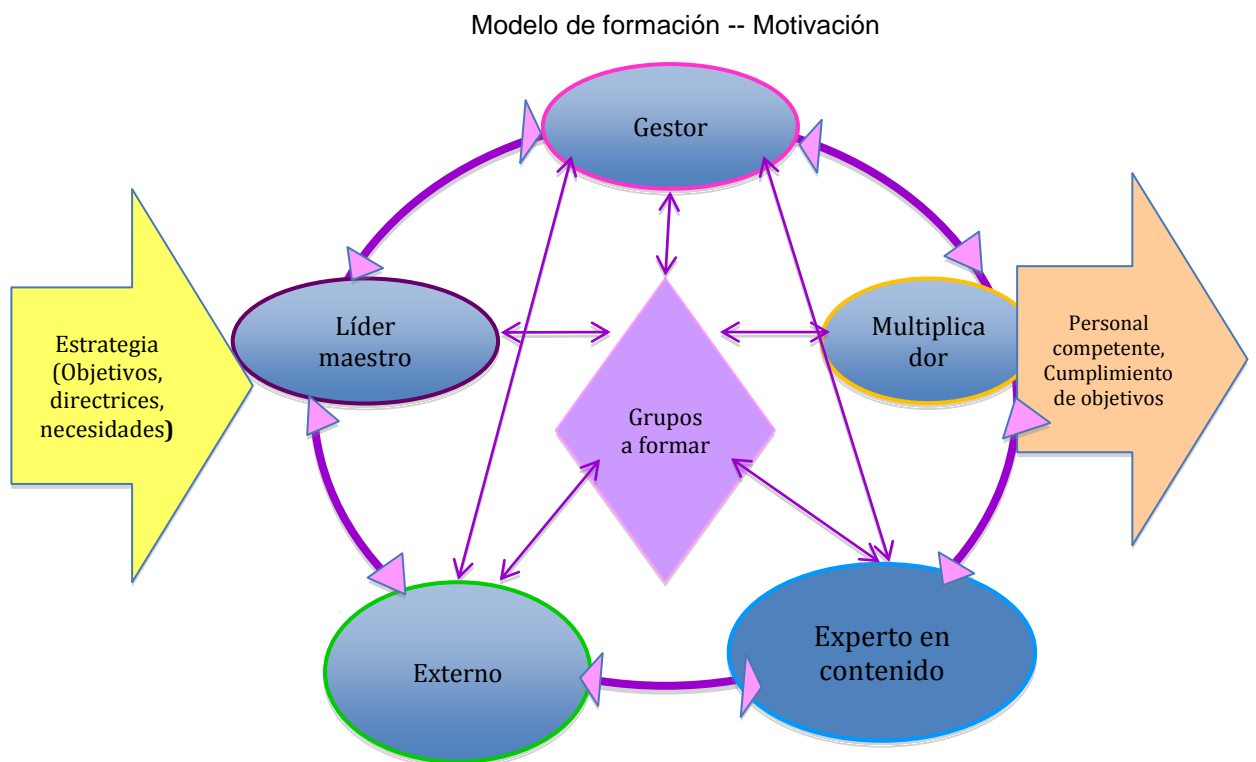 Modelo de formación -- Motivación
Gestor
Estrategia
(Objetivos,
directrices,
necesidades)
Líder
maestro
Multiplica
dor
Personal
competente,
Cumplimiento
de objetivos
Grupos
a formar
Externo
Experto en
contenido